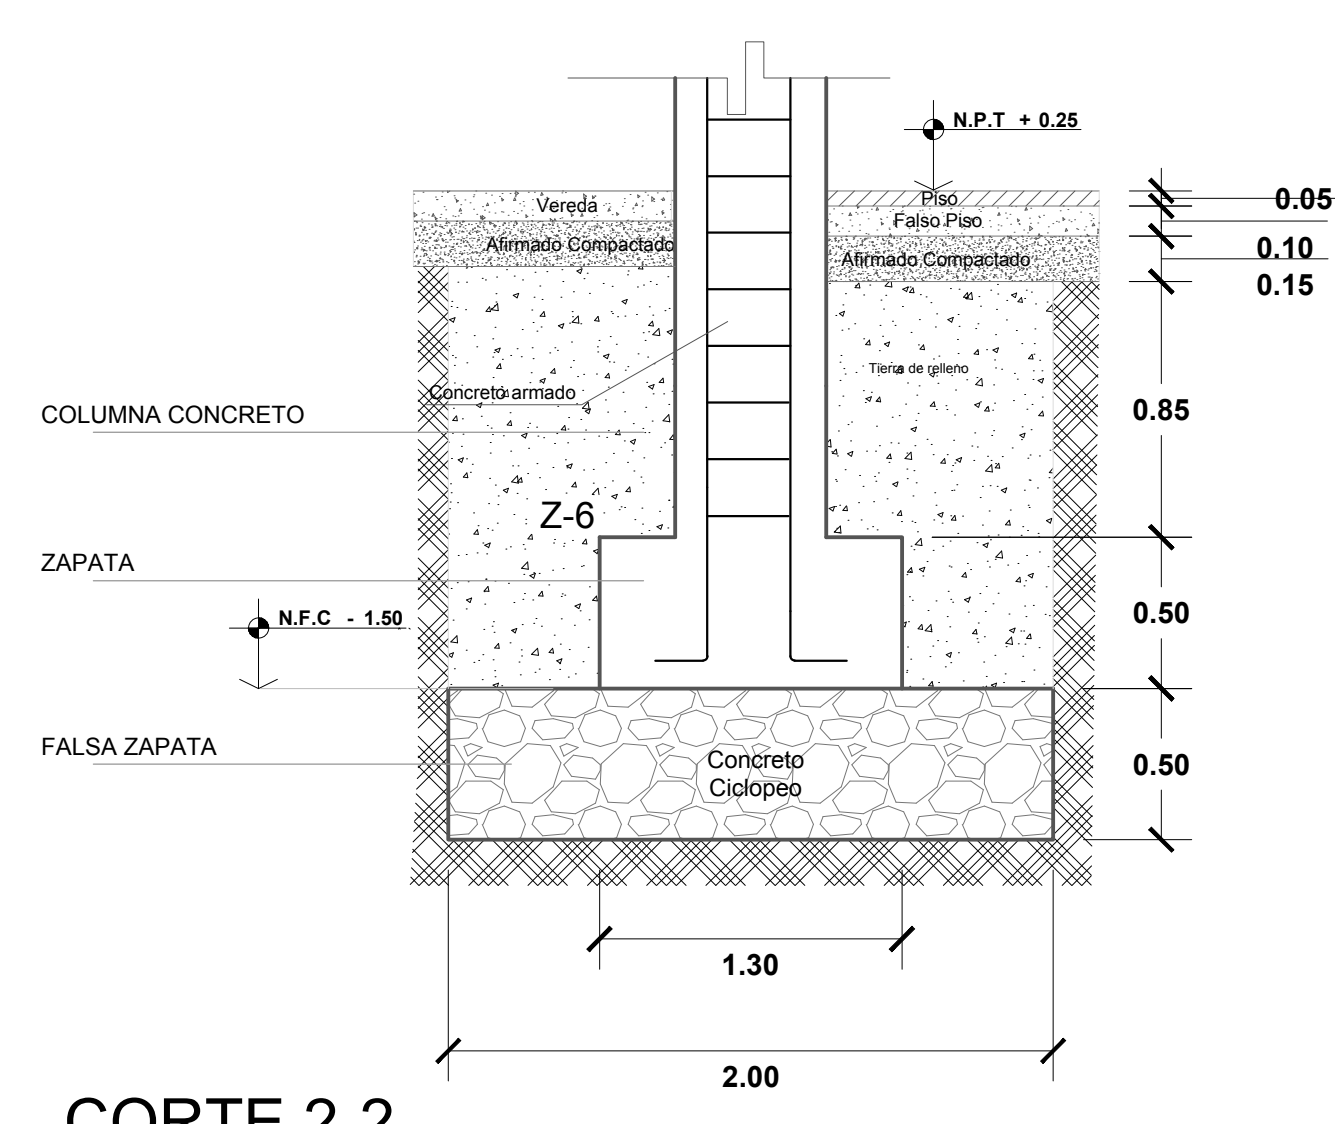 N.P.T + 0.25
Vereda
Piso
0.05
Falso Piso
Afirmado Compactado
0.10
Afirmado Compactado
0.15
Tierra de relleno
Concreto armado
COLUMNA CONCRETO
0.85
Z-6
ZAPATA
N.F.C - 1.50
0.50
FALSA ZAPATA
Concreto
Ciclopeo
0.50
1.30
2.00
CORTE 2 2